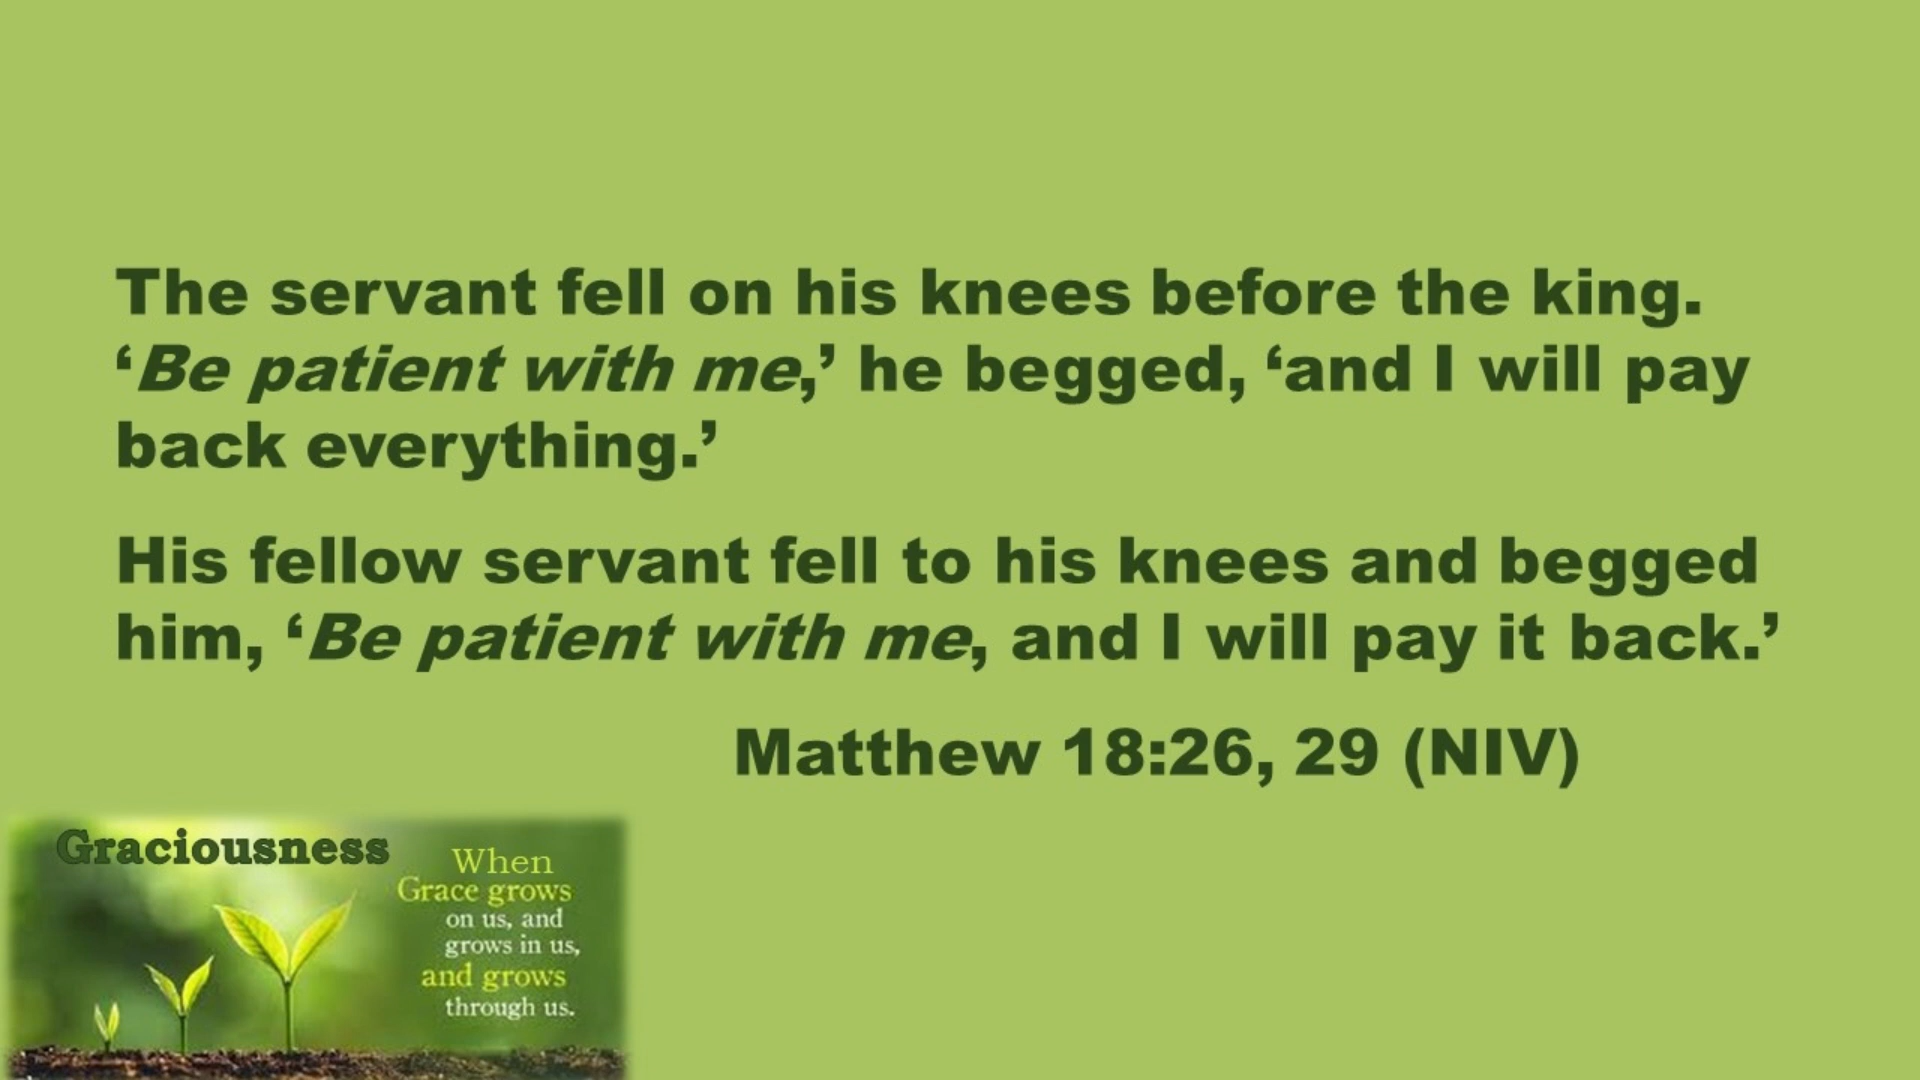 The servant fell on his knees before the king.
‘Be patient with me,’ he begged, ‘and I will pay
back everything.’
His fellow servant fell to his knees and begged
him, ‘Be patient with me, and I will pay it back.’
Matthew 18:26, 29 (NIV)
Graciousness
When
Grace grows
on us, and
grows in us,
and grows
through us.